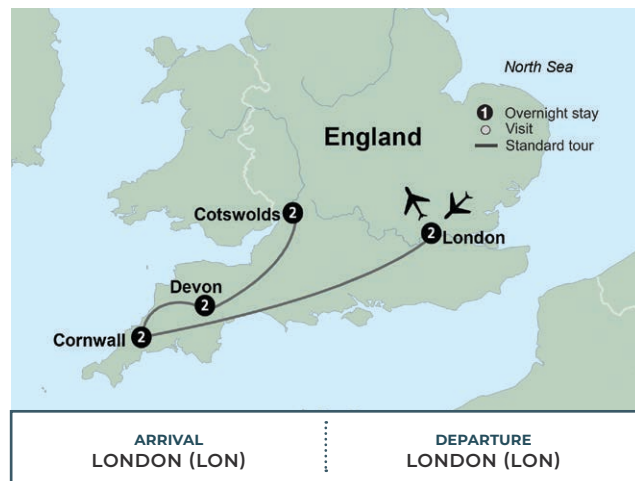 North Sea
1 Overnight stay
Visit
Standard tour
England
Cotswolds 2
2 London
Devon
2
Cornwall 2
ARRIVAL
LONDON (LON)
DEPARTURE
LONDON (LON)